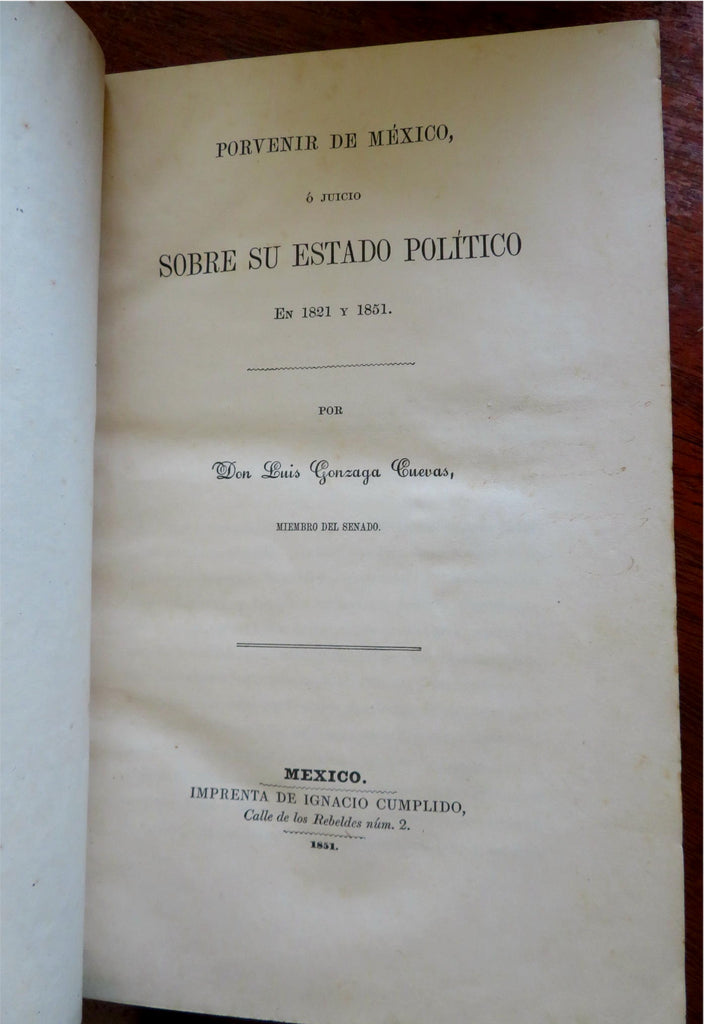 PORVENIR DE MÉXICO,
ó JUICIO
SOBRE SU ESTADO POLÍTICO
EN 1821 Y 1851.
POR
Don Luis Gonzaga Cuevas,
MIEMBRO DEL SENADO.
MEXICO.
IMPRENTA DE IGNACIO CUMPLIDO,
Calle de los Rebeldes núm. 2.
1851.